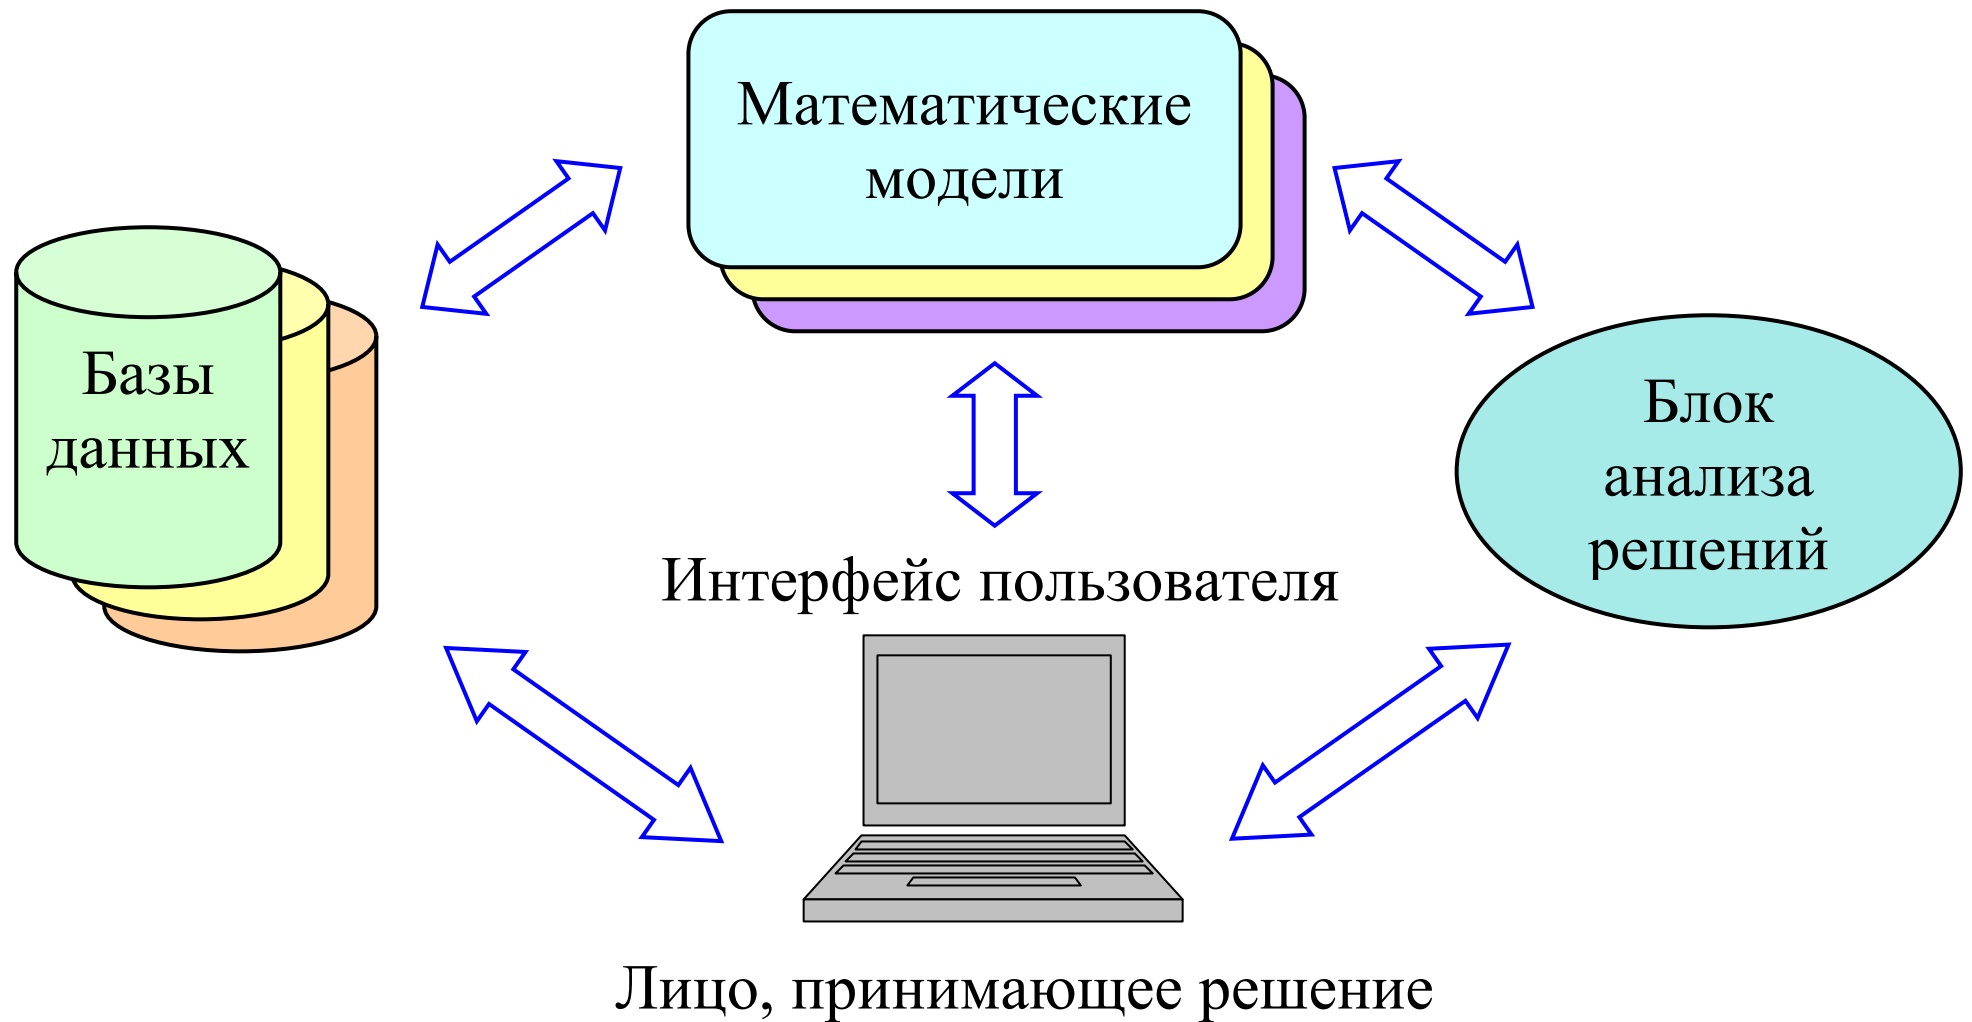 Математические
модели
Базы
данных
Блок
анализа
решений
Интерфейс пользователя
Лицо, принимающее решение